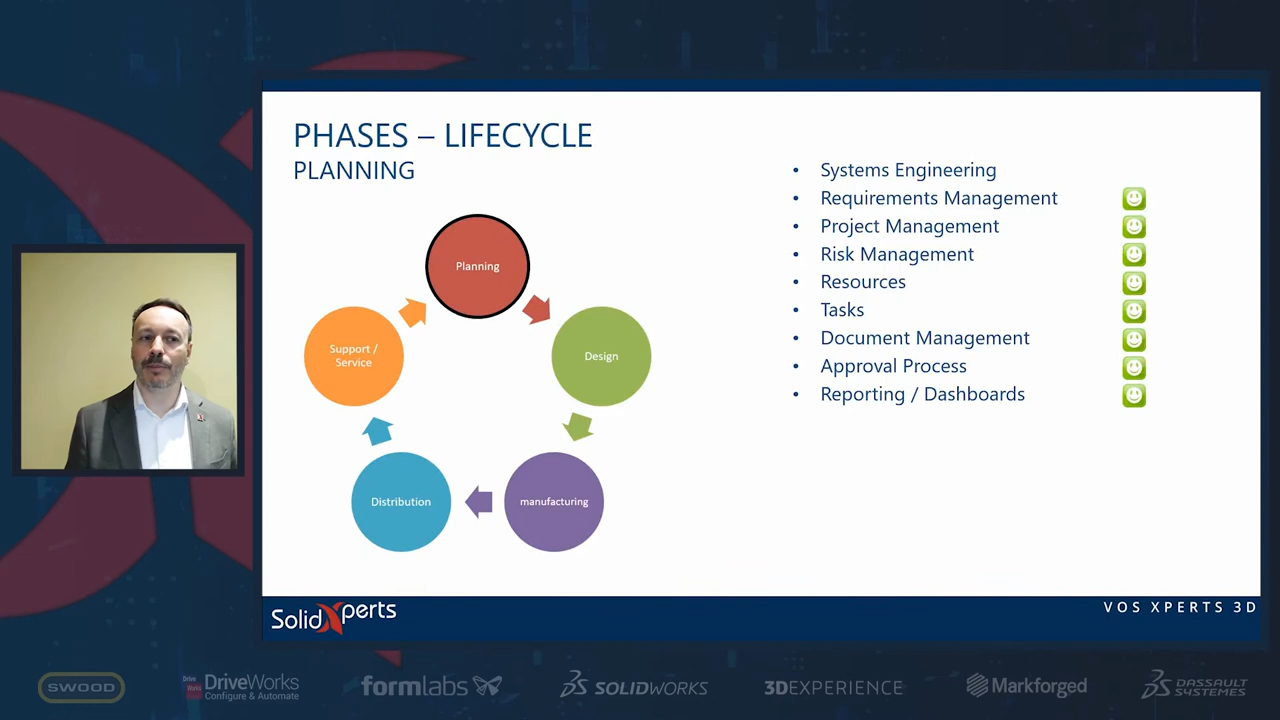 PHASES – LIFECYCLE
PLANNING
Planning
Design
manufacturing
Distribution
Support /
Service
• Systems Engineering
• Requirements Management
• Project Management
• Risk Management
• Resources
• Tasks
• Document Management
• Approval Process
• Reporting / Dashboards
SolidXperts
VOS XPERTS 3D
SWOOD
Drive
Works
DriveWorks
Configure & Automate
formlabs
SOLIDWORKS
3DEXPERIENCE
Markforged
DASSAULT
SYSTEMES